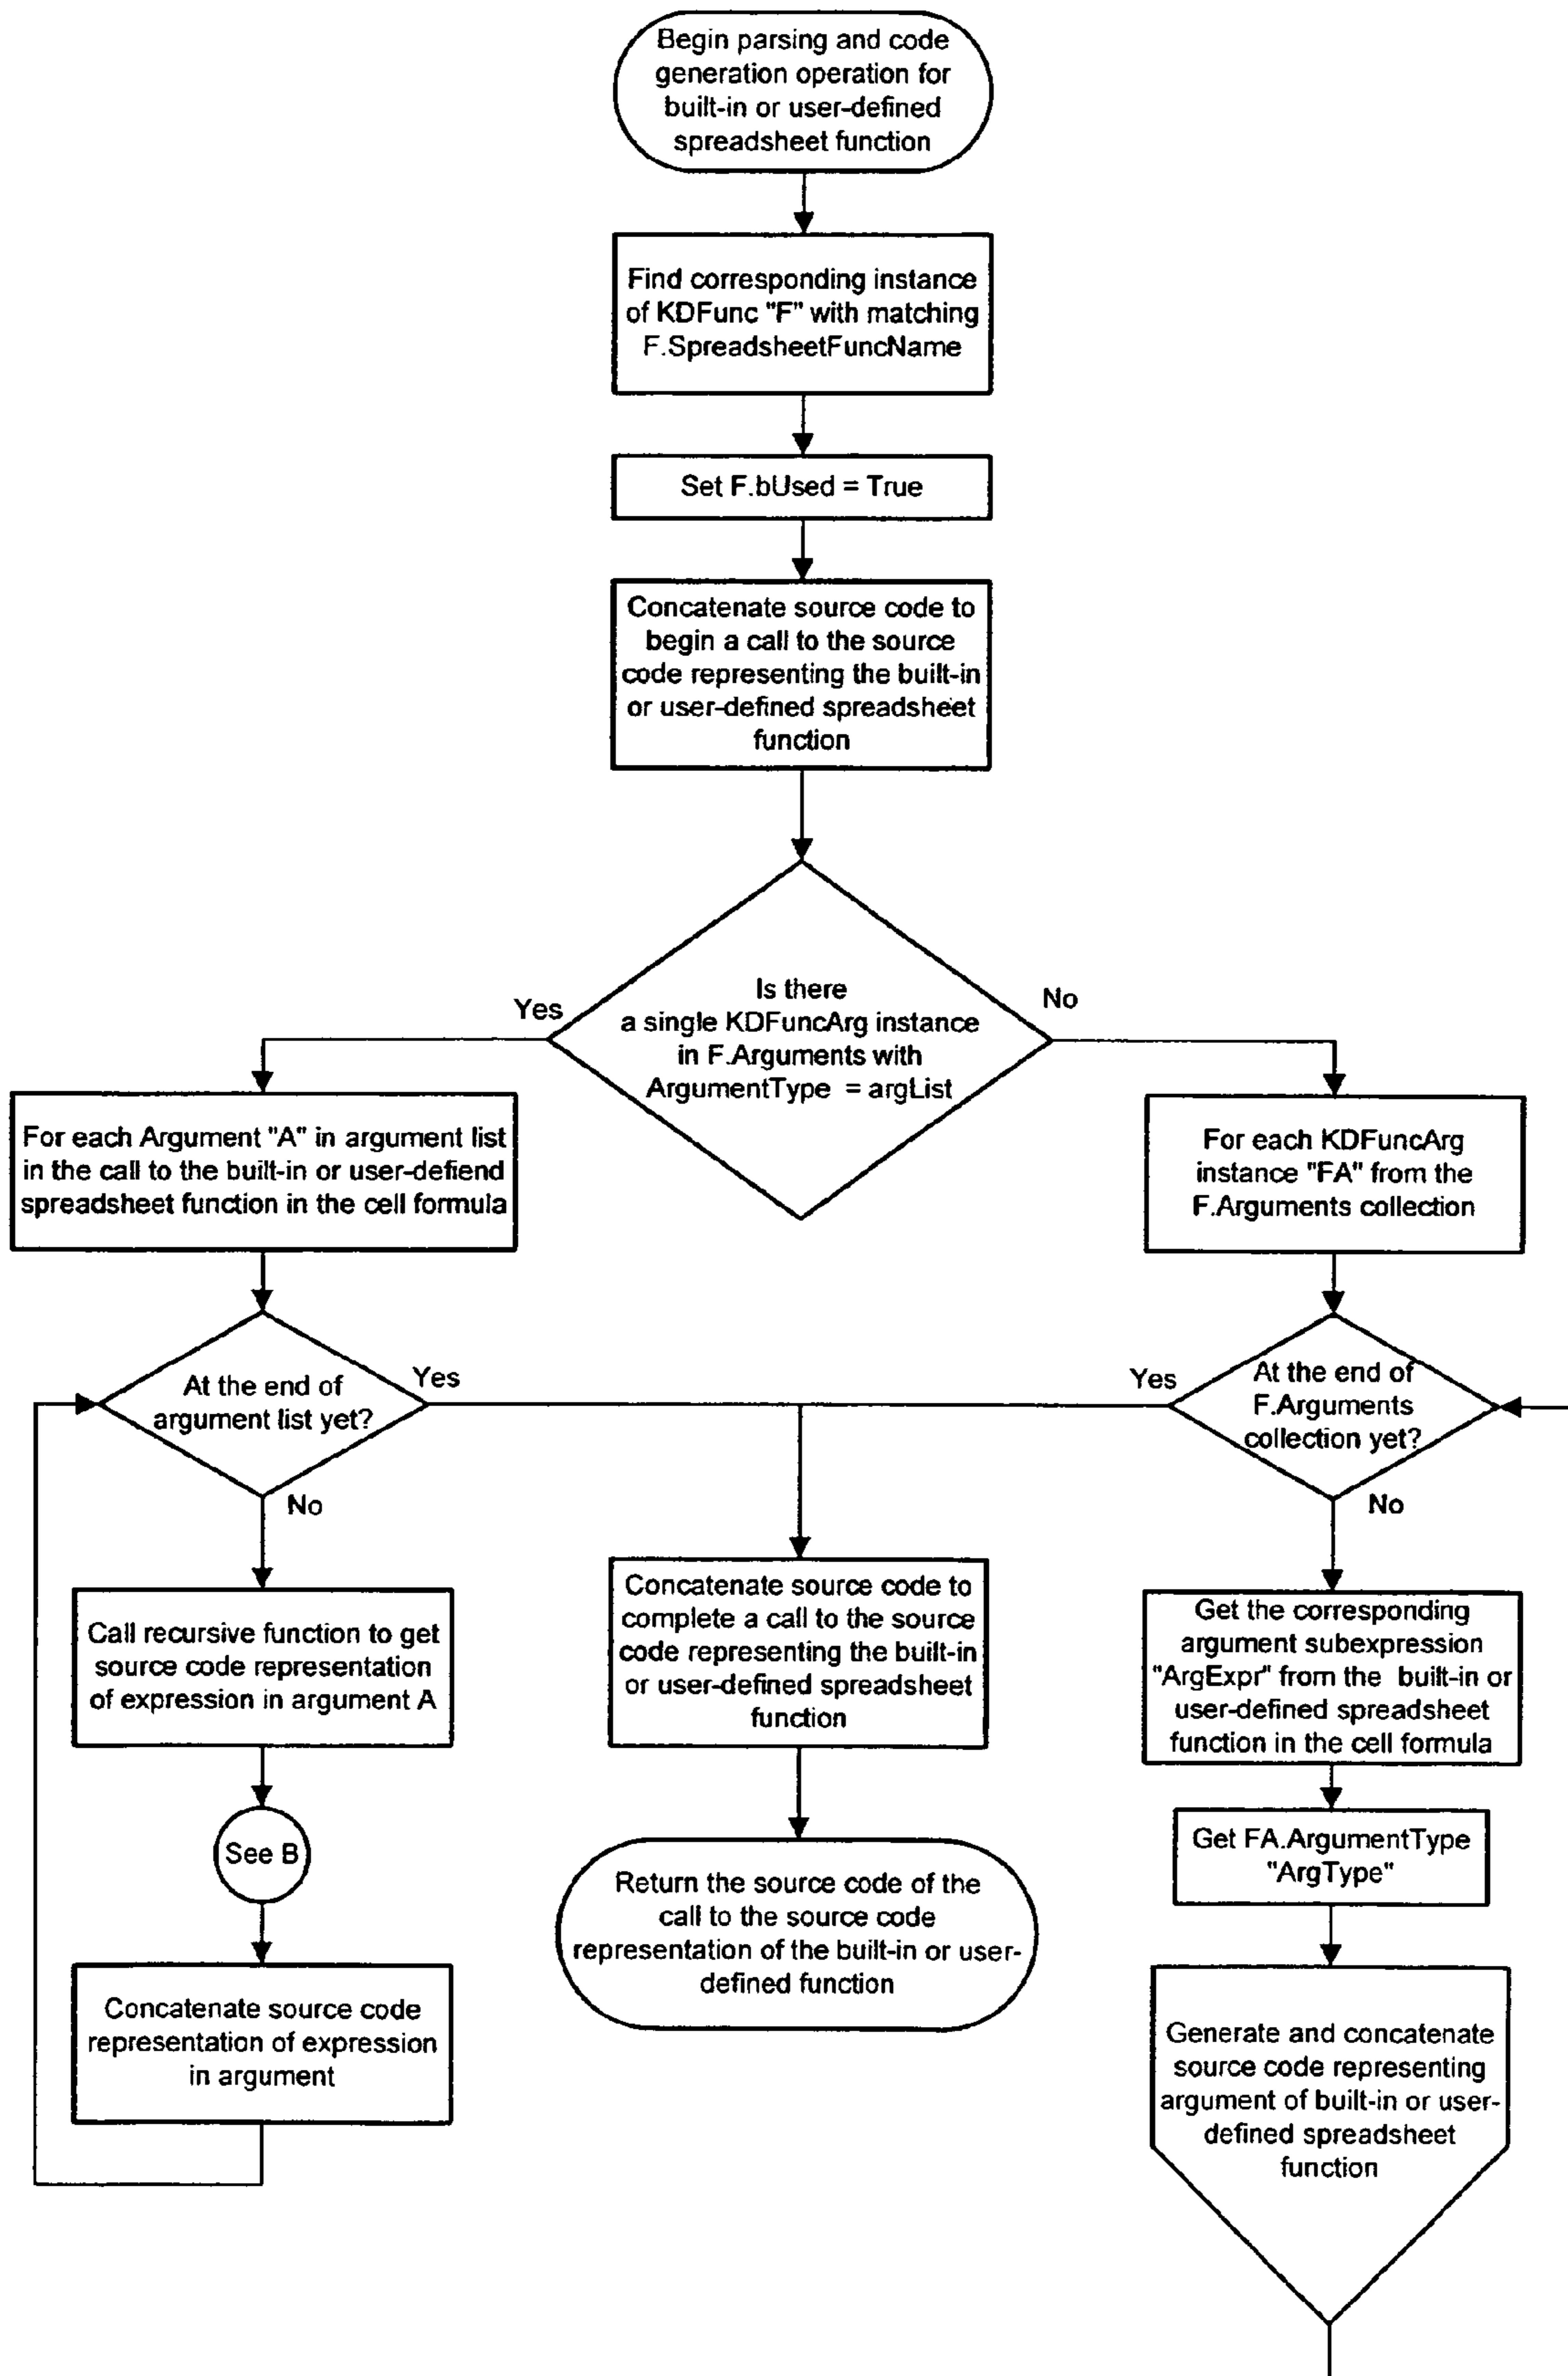 Begin parsing and code
generation operation for
built-in or user-defined
spreadsheet function
Find corresponding instance
of KDFunc "F" with matching
F.SpreadsheetFuncName
Set F.bUsed = True
Concatenate source code to
begin a call to the source
code representing the built-in
or user-defined spreadsheet
function
Is there
a single KDFuncArg instance
in F.Arguments with
ArgumentType = argList
Yes
No
For each Argument "A" in argument list
in the call to the built-in or user-defiend
spreadsheet function in the cell formula
For each KDFuncArg
instance "FA" from the
F.Arguments collection
At the end of
argument list yet?
Yes
No
Yes
At the end of
F.Arguments
collection yet?
No
Call recursive function to get
source code representation
of expression in argument A
See B
Concatenate source code
representation of expression
in argument
Concatenate source code to
complete a call to the source
code representing the built-in
or user-defined spreadsheet
function
Return the source code of the
call to the source code
representation of the built-in or user-
defined function
Get the corresponding
argument subexpression
"ArgExpr" from the built-in or
user-defined spreadsheet
function in the cell formula
Get FA.ArgumentType
"ArgType"
Generate and concatenate
source code representing
argument of built-in or user-
defined spreadsheet
function